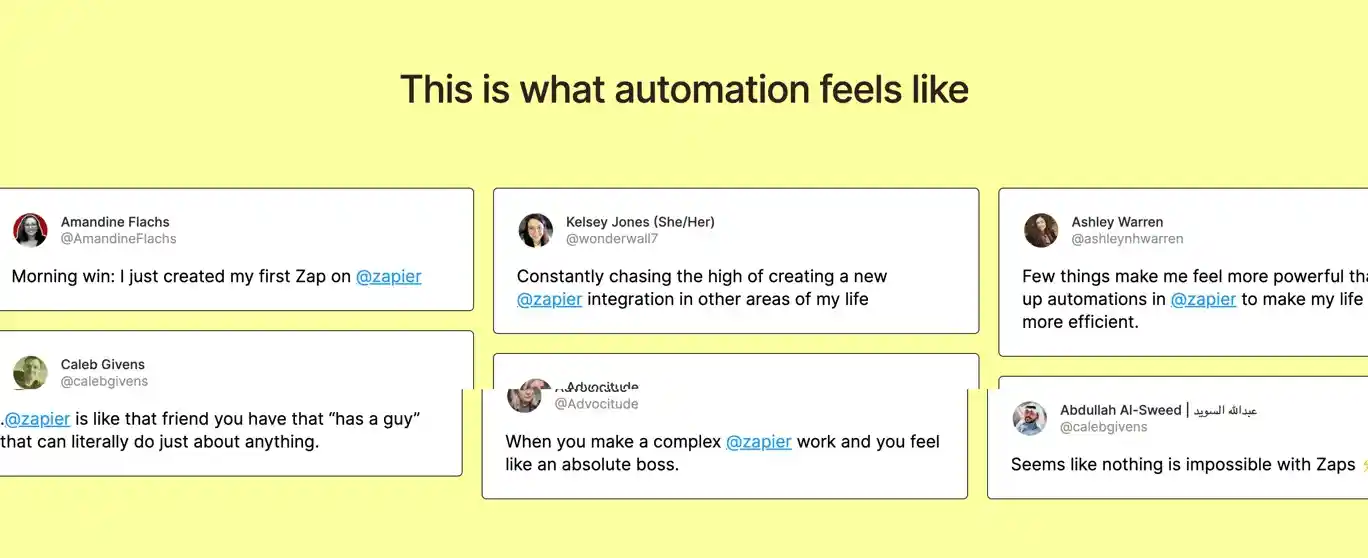 This is what automation feels like
Amandine Flachs
@AmandineFlachs
Morning win: I just created my first Zap on @zapier
Caleb Givens
@calebgivens
.@zapier is like that friend you have that “has a guy”
that can literally do just about anything.
Kelsey Jones (She/Her)
@wonderwall7
Constantly chasing the high of creating a new
@zapier integration in other areas of my life
Advocitude
@Advocitude
When you make a complex @zapier work and you feel
like an absolute boss.
Ashley Warren
@ashleynhwarren
Few things make me feel more powerful
up automations in @zapier to make my life
more efficient.
Abdullah Al-Sweed | عبدالله السويد
@calebgivens
Seems like nothing is impossible with Zaps